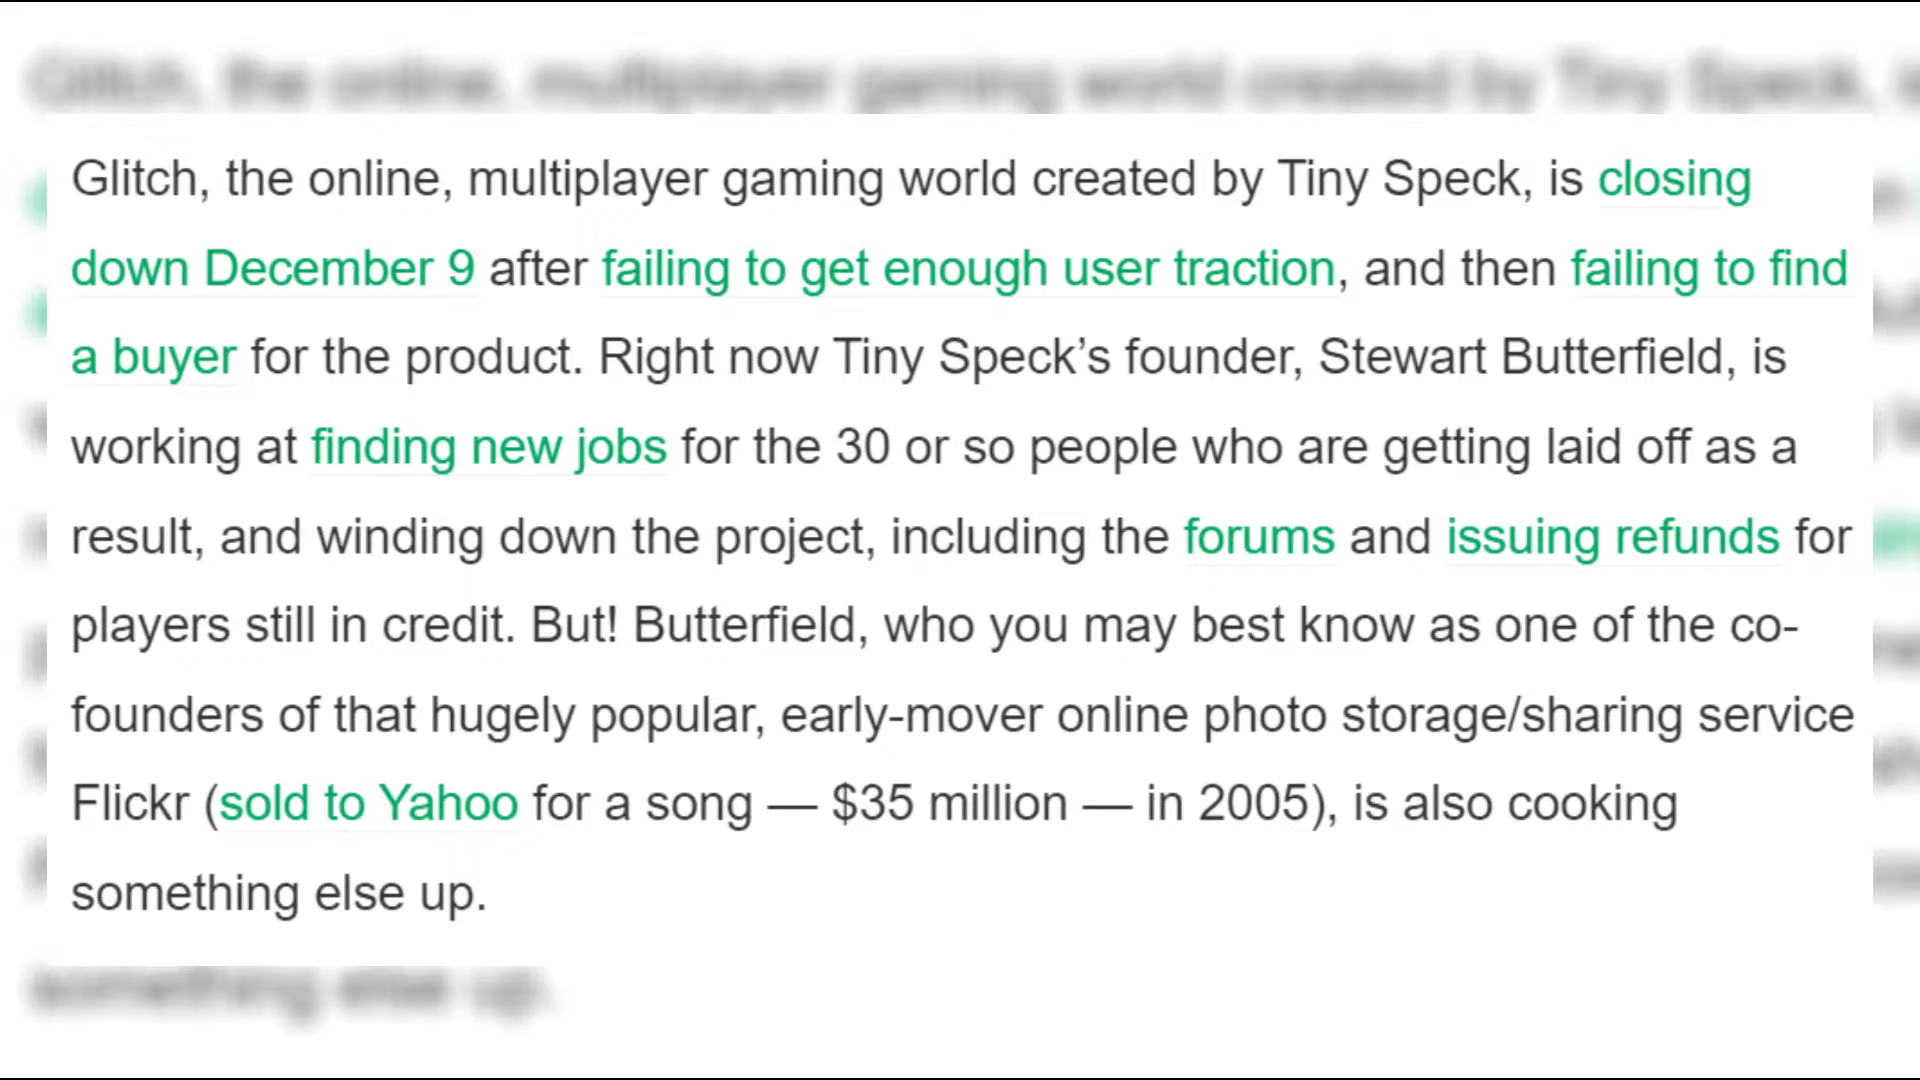 Glitch, the online, multiplayer gaming world created by Tiny Speck, is closing
down December 9 after failing to get enough user traction, and then failing to find
a buyer for the product. Right now Tiny Speck’s founder, Stewart Butterfield, is
working at finding new jobs for the 30 or so people who are getting laid off as a
result, and winding down the project, including the forums and issuing refunds for
players still in credit. But! Butterfield, who you may best know as one of the co-
founders of that hugely popular, early-mover online photo storage/sharing service
Flickr (sold to Yahoo for a song — $35 million — in 2005), is also cooking
something else up.